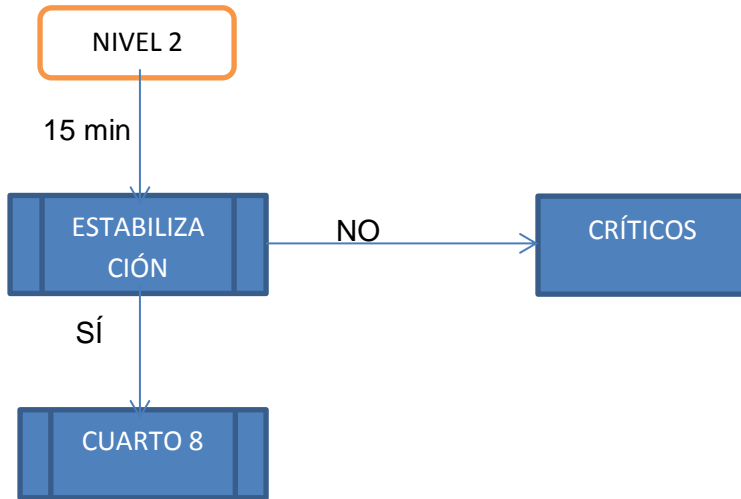 NIVEL 2
15 min
ESTABILIZA
CIÓN
NO
CRÍTICOS
SÍ
CUARTO 8